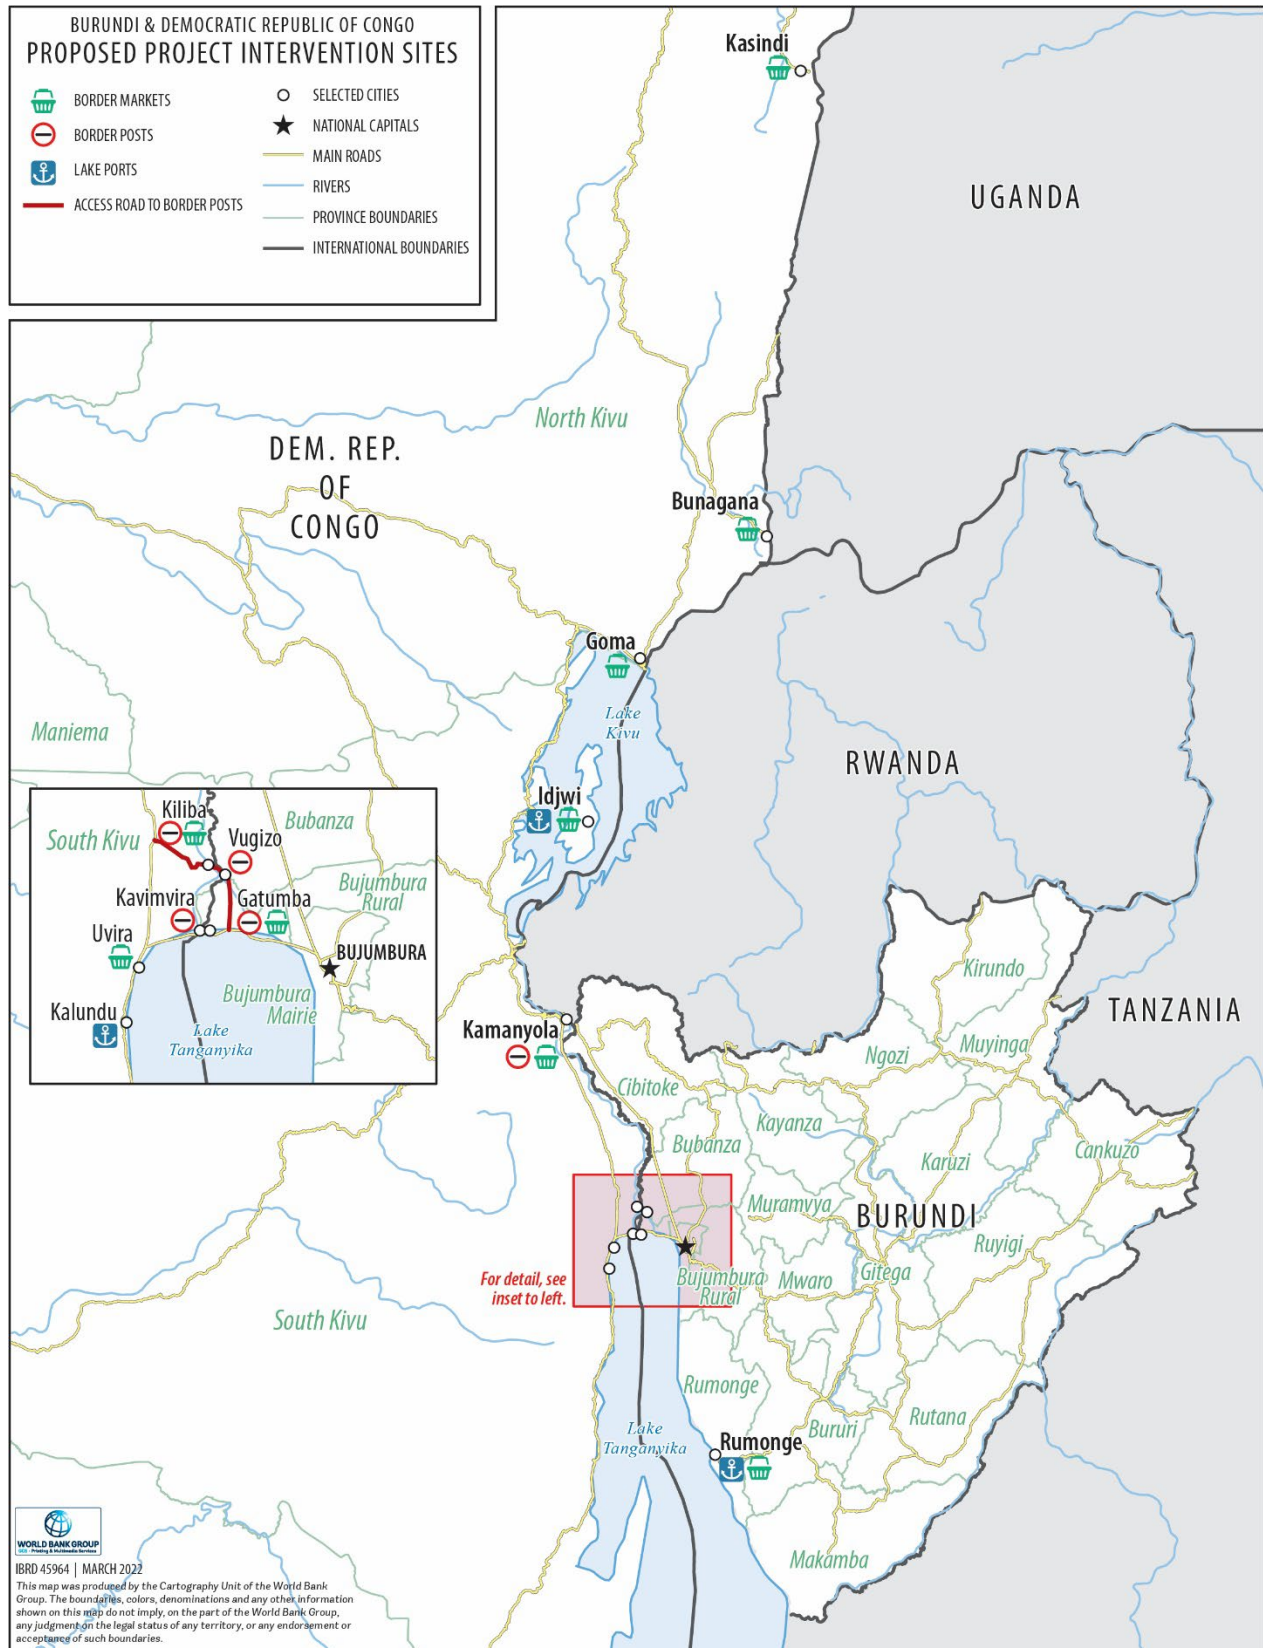 BURUNDI & DEMOCRATIC REPUBLIC OF CONGO
PROPOSED PROJECT INTERVENTION SITES
BORDER MARKETS
BORDER POSTS
LAKE PORTS
ACCESS ROAD TO BORDER POSTS
SELECTED CITIES
NATIONAL CAPITALS
MAIN ROADS
RIVERS
PROVINCE BOUNDARIES
INTERNATIONAL BOUNDARIES
Kasindi
UGANDA
North Kivu
DEM. REP.
OF
CONGO
Bunagana
Goma
Lake
Kivu
Maniema
RWANDA
Idjwi
Kiliba
South Kivu
Bubanza
Vugizo
Bujumbura
Rural
Kavimvira
Gatumba
Uvira
BUJUMBURA
Bujumbura
Mairie
Kalundu
Lake
Tanganyika
Kirundo
TANZANIA
Kamanyola
Ngozi
Muyinga
Cibitoke
Kayanza
Bubanza
Karuzi
Cankuzo
Muramvya
BURUNDI
Ruyigi
For detail, see
inset to left.
Bujumbura
Rural
Mwaro
Gitega
South Kivu
Rumonge
Lake
Tanganyika
Bururi
Rutana
Rumonge
Makamba
WORLD BANK GROUP
GCS - Printing & Multimedia Services
IBRD 45964 | MARCH 2022
This map was produced by the Cartography Unit of the World Bank
Group. The boundaries, colors, denominations and any other information
shown on this map do not imply, on the part of the World Bank Group,
any judgment on the legal status of any territory, or any endorsement or
acceptance of such boundaries.